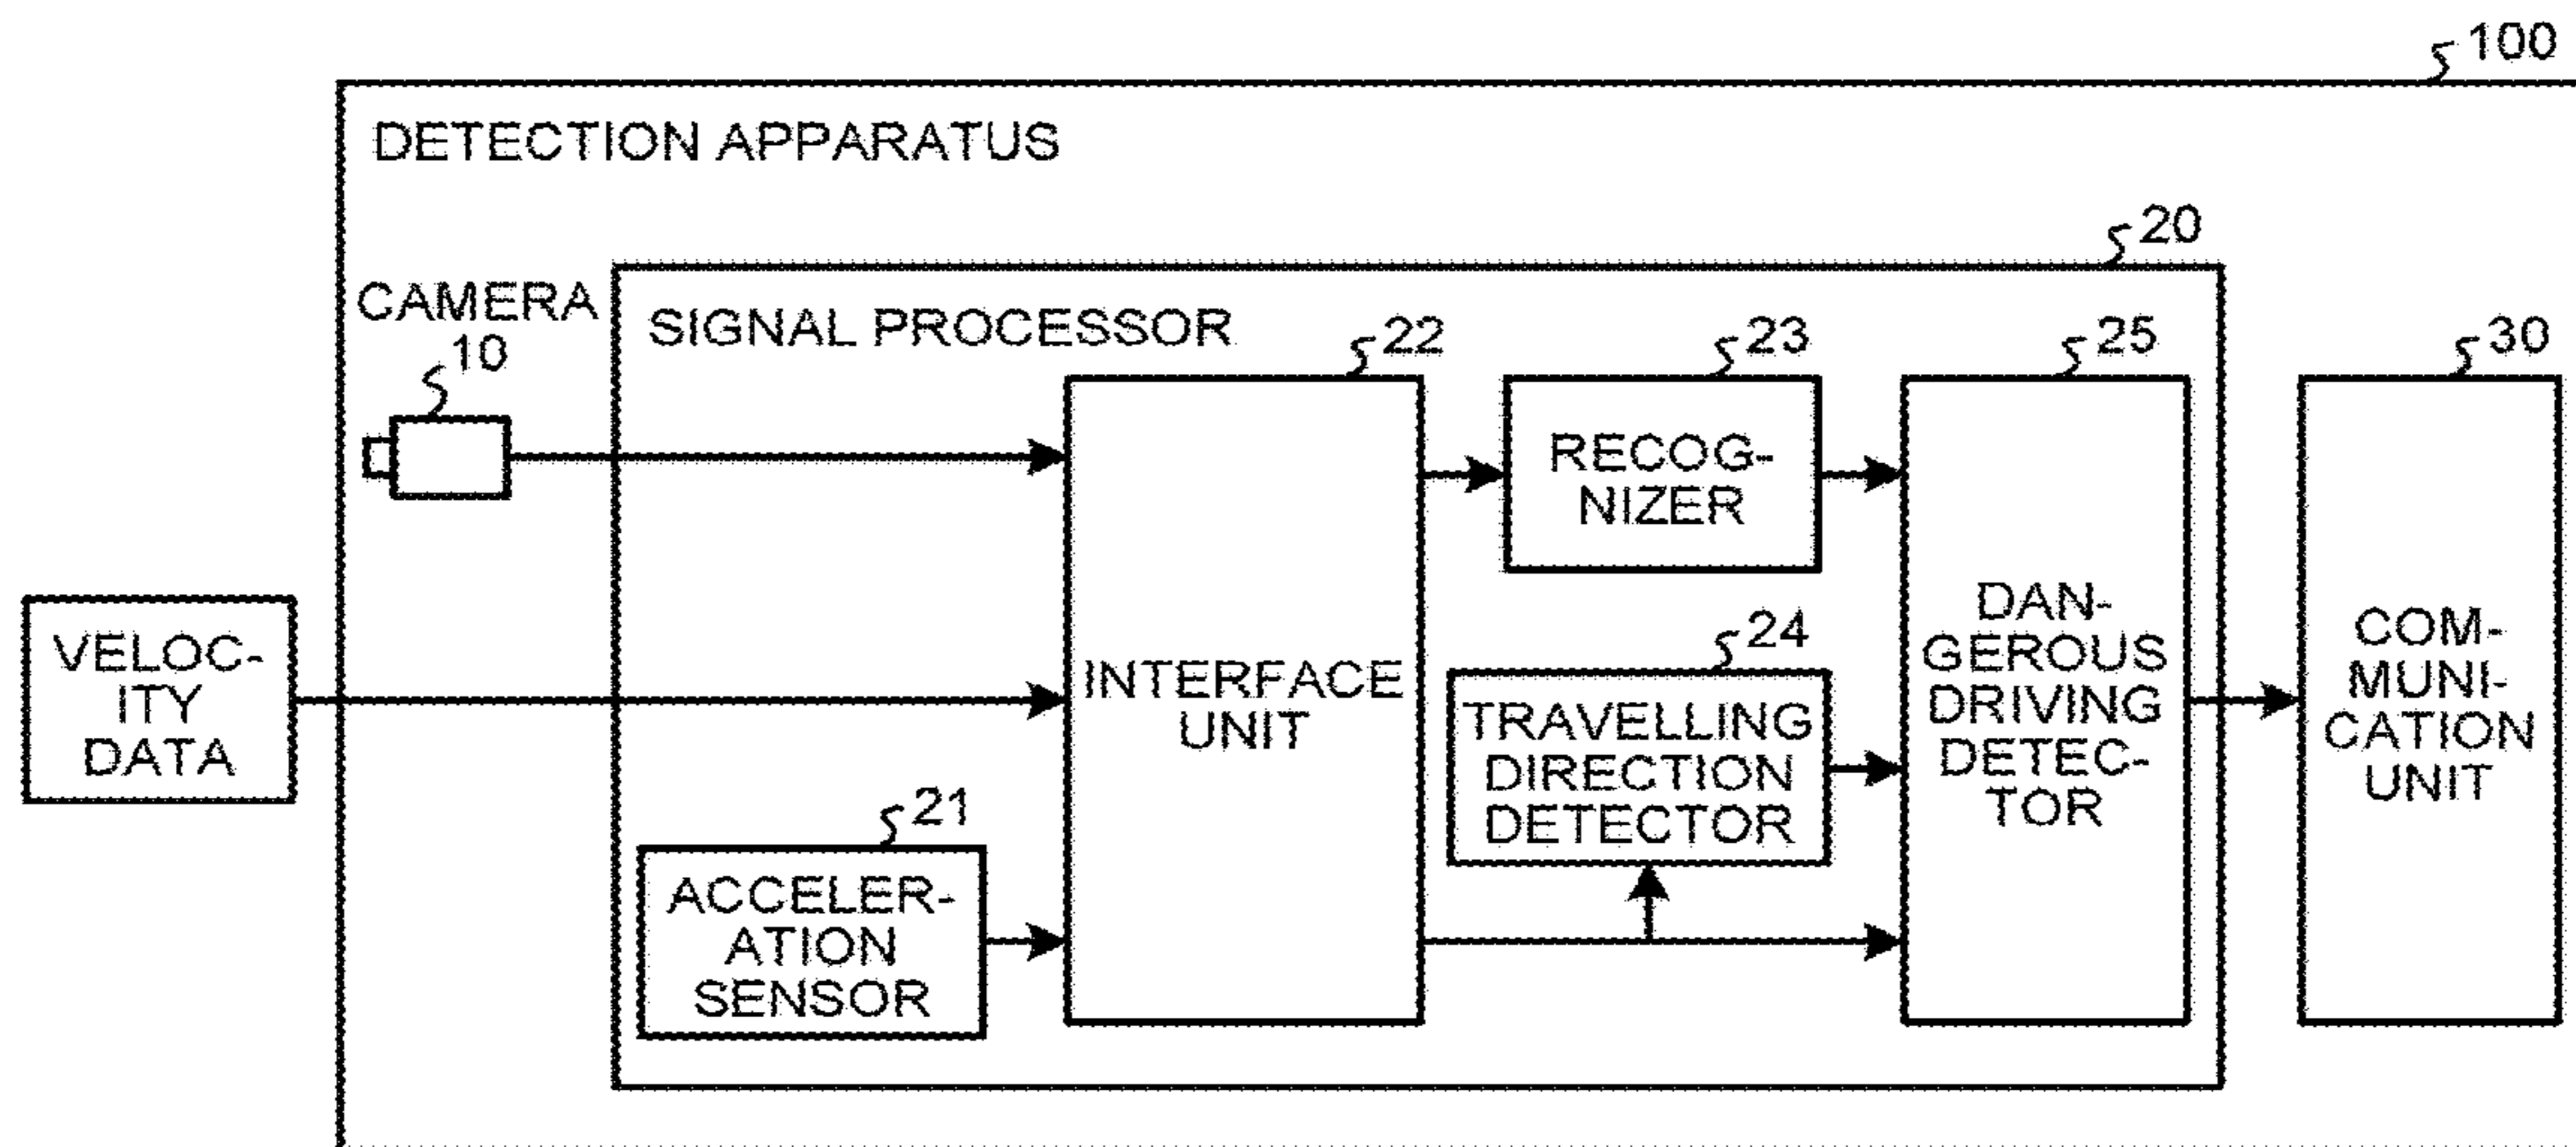 100
DETECTION APPARATUS
20
CAMERA
10
SIGNAL PROCESSOR
22
23
25
30
RECOG-
NIZER
VELOC-
ITY
DATA
INTERFACE
UNIT
24
TRAVELLING
DIRECTION
DETECTOR
DAN-
GEROUS
DRIVING
DETEC-
TOR
COM-
MUNI-
CATION
UNIT
21
ACCELER-
ATION
SENSOR